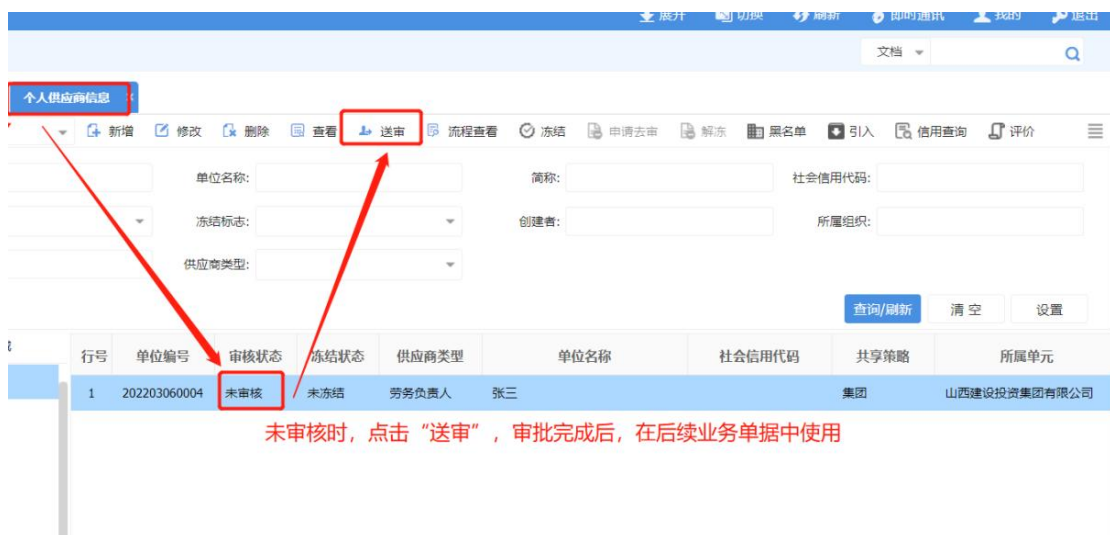 展开 切换 刷新 即时通讯 我的 退出
文档
个人供应商信息
新增 修改 删除 查看 送审 流程查看 冻结 申请去审 解冻 黑名单 引入 信用查询 评价
单位名称: 简称: 社会信用代码:
冻结标志: 创建者: 所属组织:
供应商类型:
查询/刷新 清空 设置
行号 单位编号 审核状态 冻结状态 供应商类型 单位名称 社会信用代码 共享策略 所属单元
1 202203060004 未审核 未冻结 劳务负责人 张三 集团 山西建设投资集团有限公司
未审核时，点击“送审”，审批完成后，在后续业务单据中使用